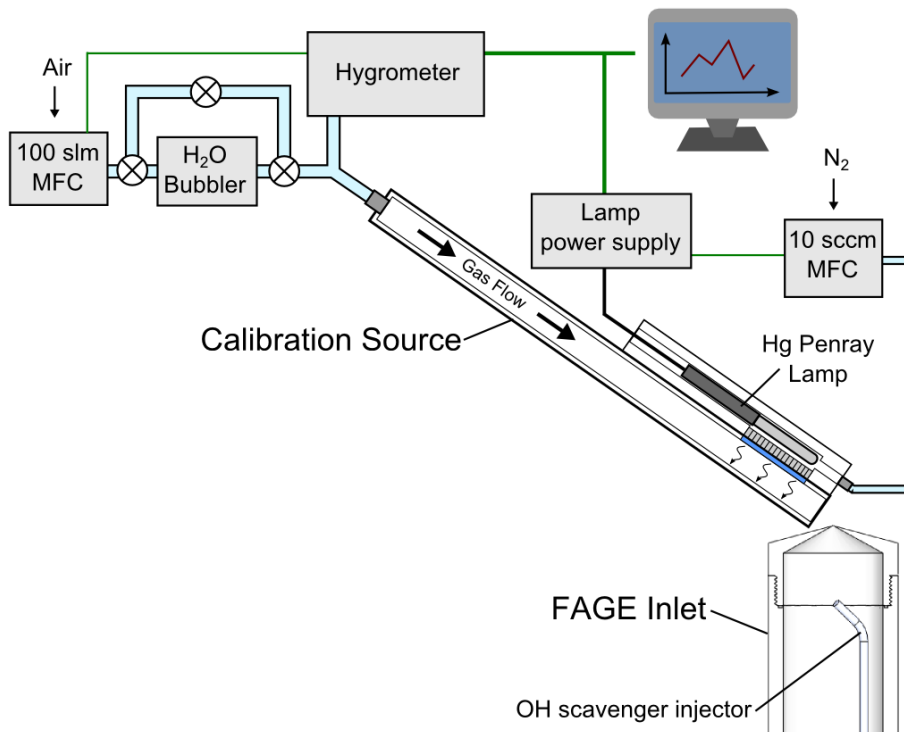 Air
100 slm
MFC
H₂O
Bubbler
Hygrometer
N₂
Lamp
power supply
10 sccm
MFC
Gas Flow
Calibration Source
Hg Penray
Lamp
FAGE Inlet
OH scavenger injector